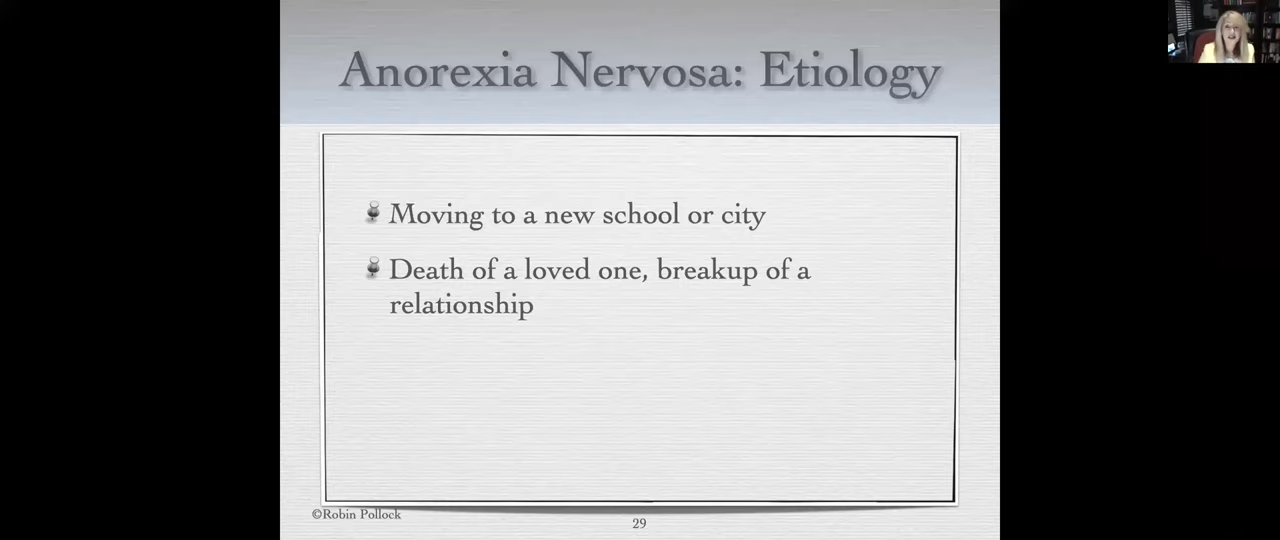 Anorexia Nervosa: Etiology
Moving to a new school or city
Death of a loved one, breakup of a
relationship
©Robin Pollock
29